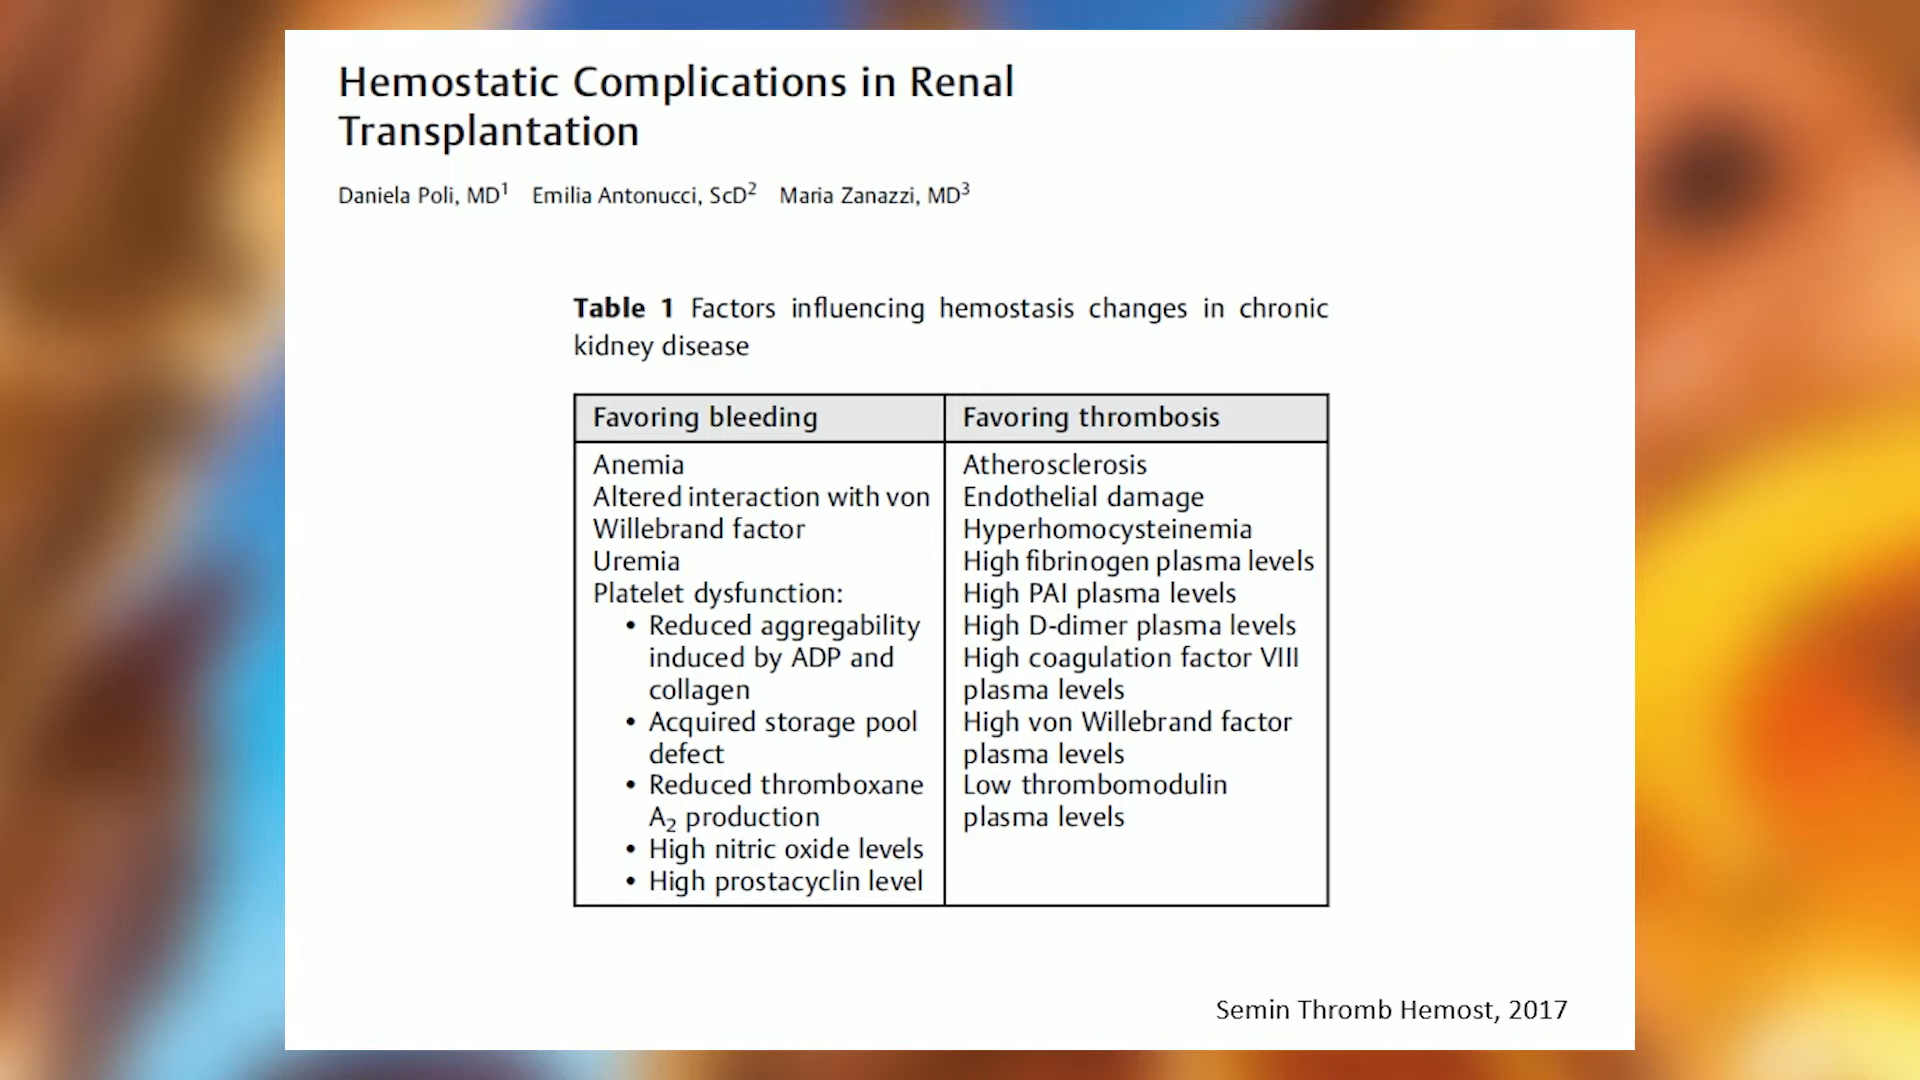 Hemostatic Complications in Renal
Transplantation
Daniela Poli, MD1 Emilia Antonucci, ScD2 Maria Zanazzi, MD3
Table 1 Factors influencing hemostasis changes in chronic
kidney disease
Favoring bleeding
Anemia
Altered interaction with von
Willebrand factor
Uremia
Platelet dysfunction:
• Reduced aggregability
induced by ADP and
collagen
• Acquired storage pool
defect
• Reduced thromboxane
A2 production
• High nitric oxide levels
• High prostacyclin level
Favoring thrombosis
Atherosclerosis
Endothelial damage
Hyperhomocysteinemia
High fibrinogen plasma levels
High PAI plasma levels
High D-dimer plasma levels
High coagulation factor VIII
plasma levels
High von Willebrand factor
plasma levels
Low thrombomodulin
plasma levels
Semin Thromb Hemost, 2017